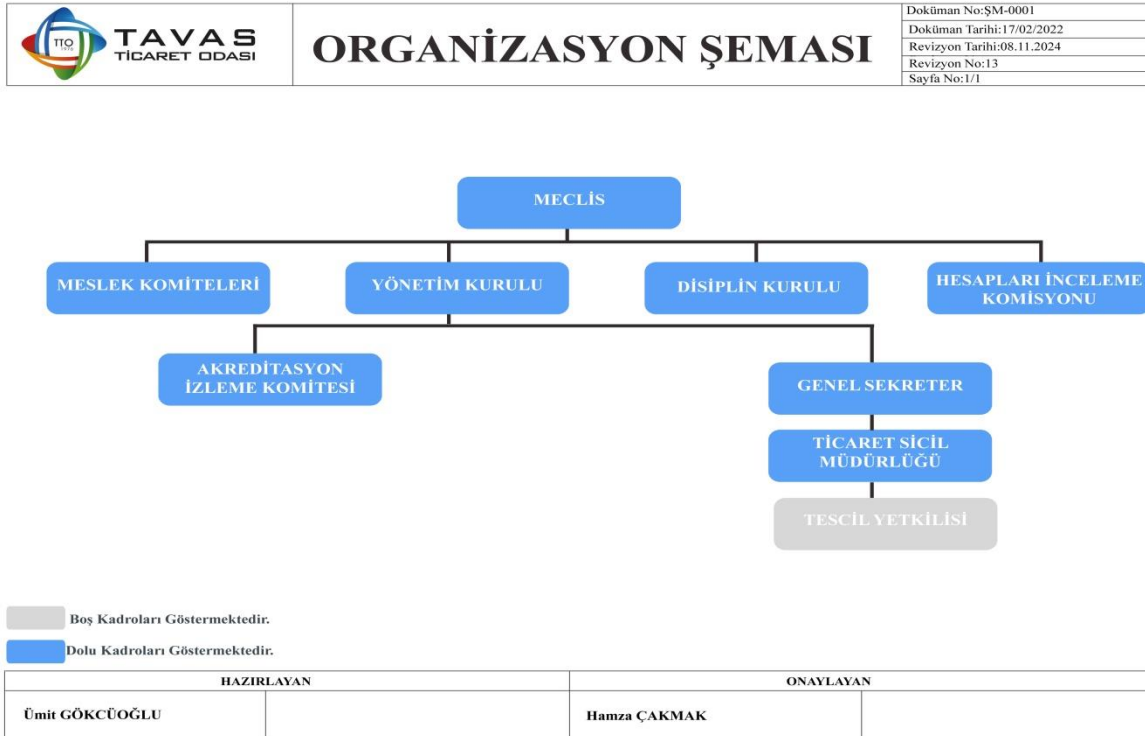 TTO
1975
TAVAS
TİCARET ODASI
ORGANİZASYON ŞEMASI
Doküman No:ŞM-0001
Doküman Tarihi:17/02/2022
Revizyon Tarihi:08.11.2024
Revizyon No:13
Sayfa No:1/1
MECLİS
MESLEK KOMİTELERİ
YÖNETİM KURULU
DİSİPLİN KURULU
HESAPLARI İNCELEME
KOMİSYONU
AKREDİTASYON
İZLEME KOMİTESİ
GENEL SEKRETER
TİCARET SİCİL
MÜDÜRLÜĞÜ
TESCİL YETKİLİSİ
Boş Kadroları Göstermektedir.
Dolu Kadroları Göstermektedir.
HAZIRLAYAN
ONAYLAYAN
Ümit GÖKCÜOĞLU
Hamza ÇAKMAK